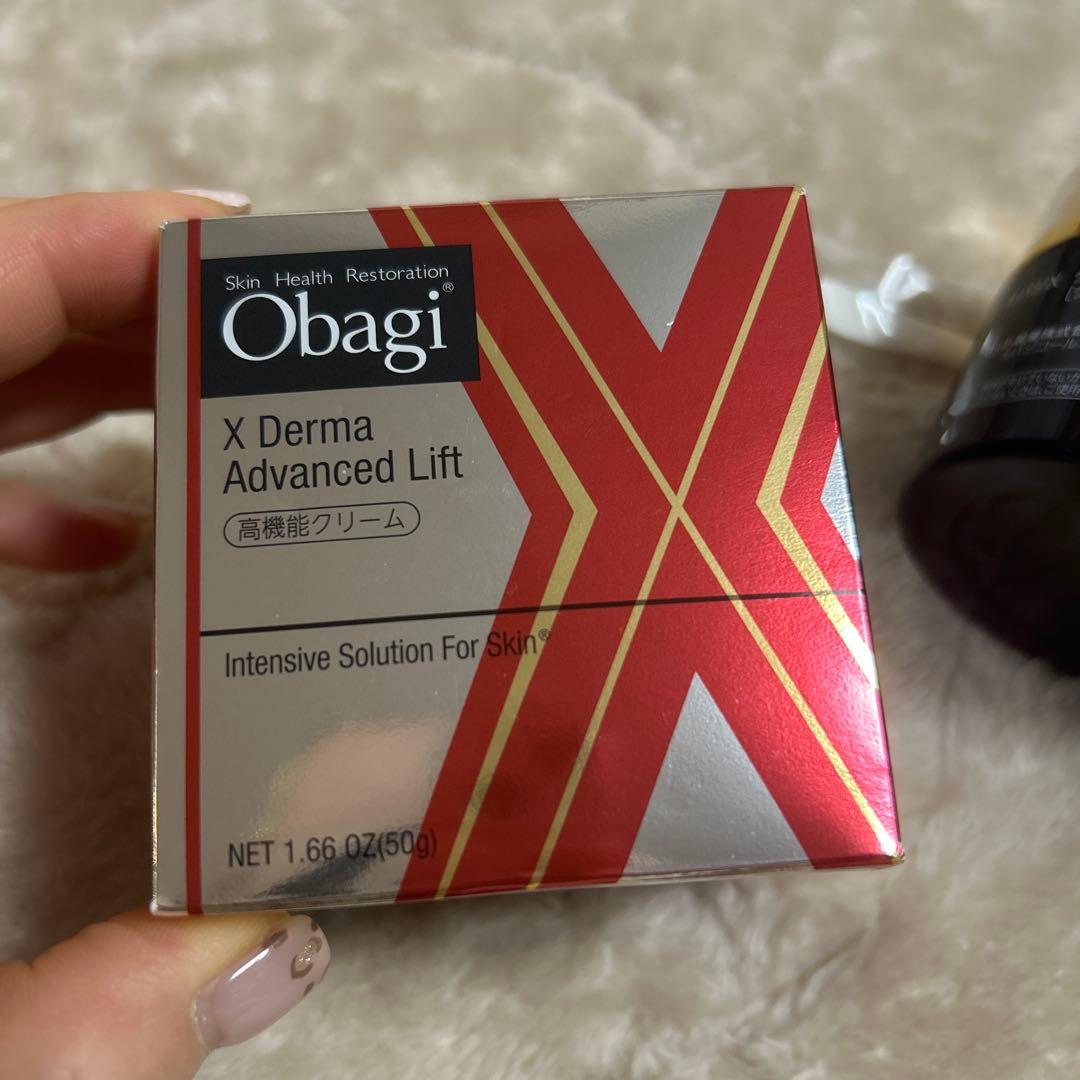 Skin Health Restoration
Obagi®
X Derma
Advanced Lift
高機能クリーム
Intensive Solution For Skin®
NET 1.66 OZ(50g)